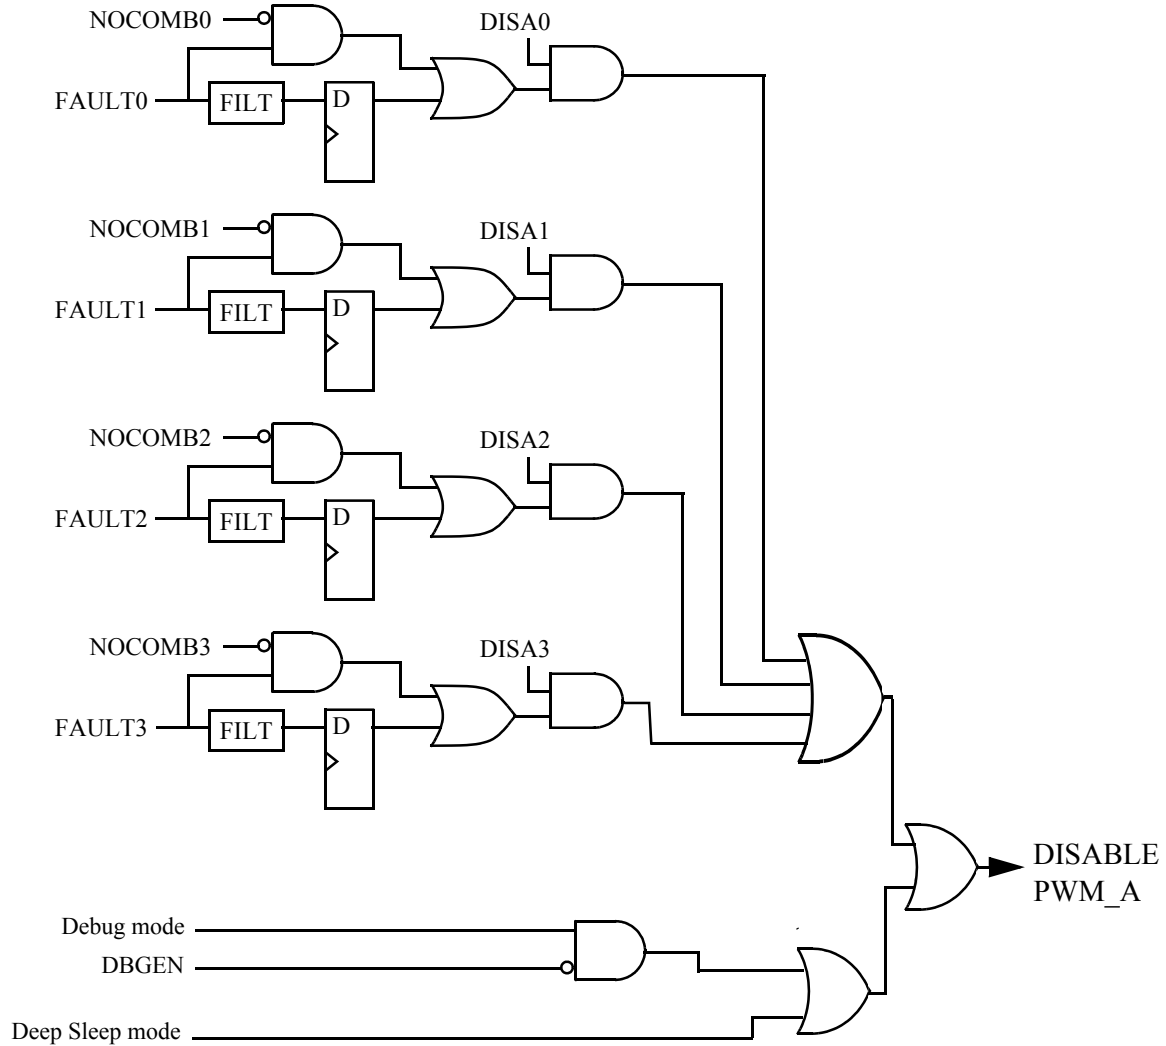 NOCOMB0
DISA0
FAULT0
FILT
D
NOCOMB1
DISA1
FAULT1
FILT
D
NOCOMB2
DISA2
FAULT2
FILT
D
NOCOMB3
DISA3
FAULT3
FILT
D
DISABLE
PWM_A
Debug mode
DBGEN
Deep Sleep mode